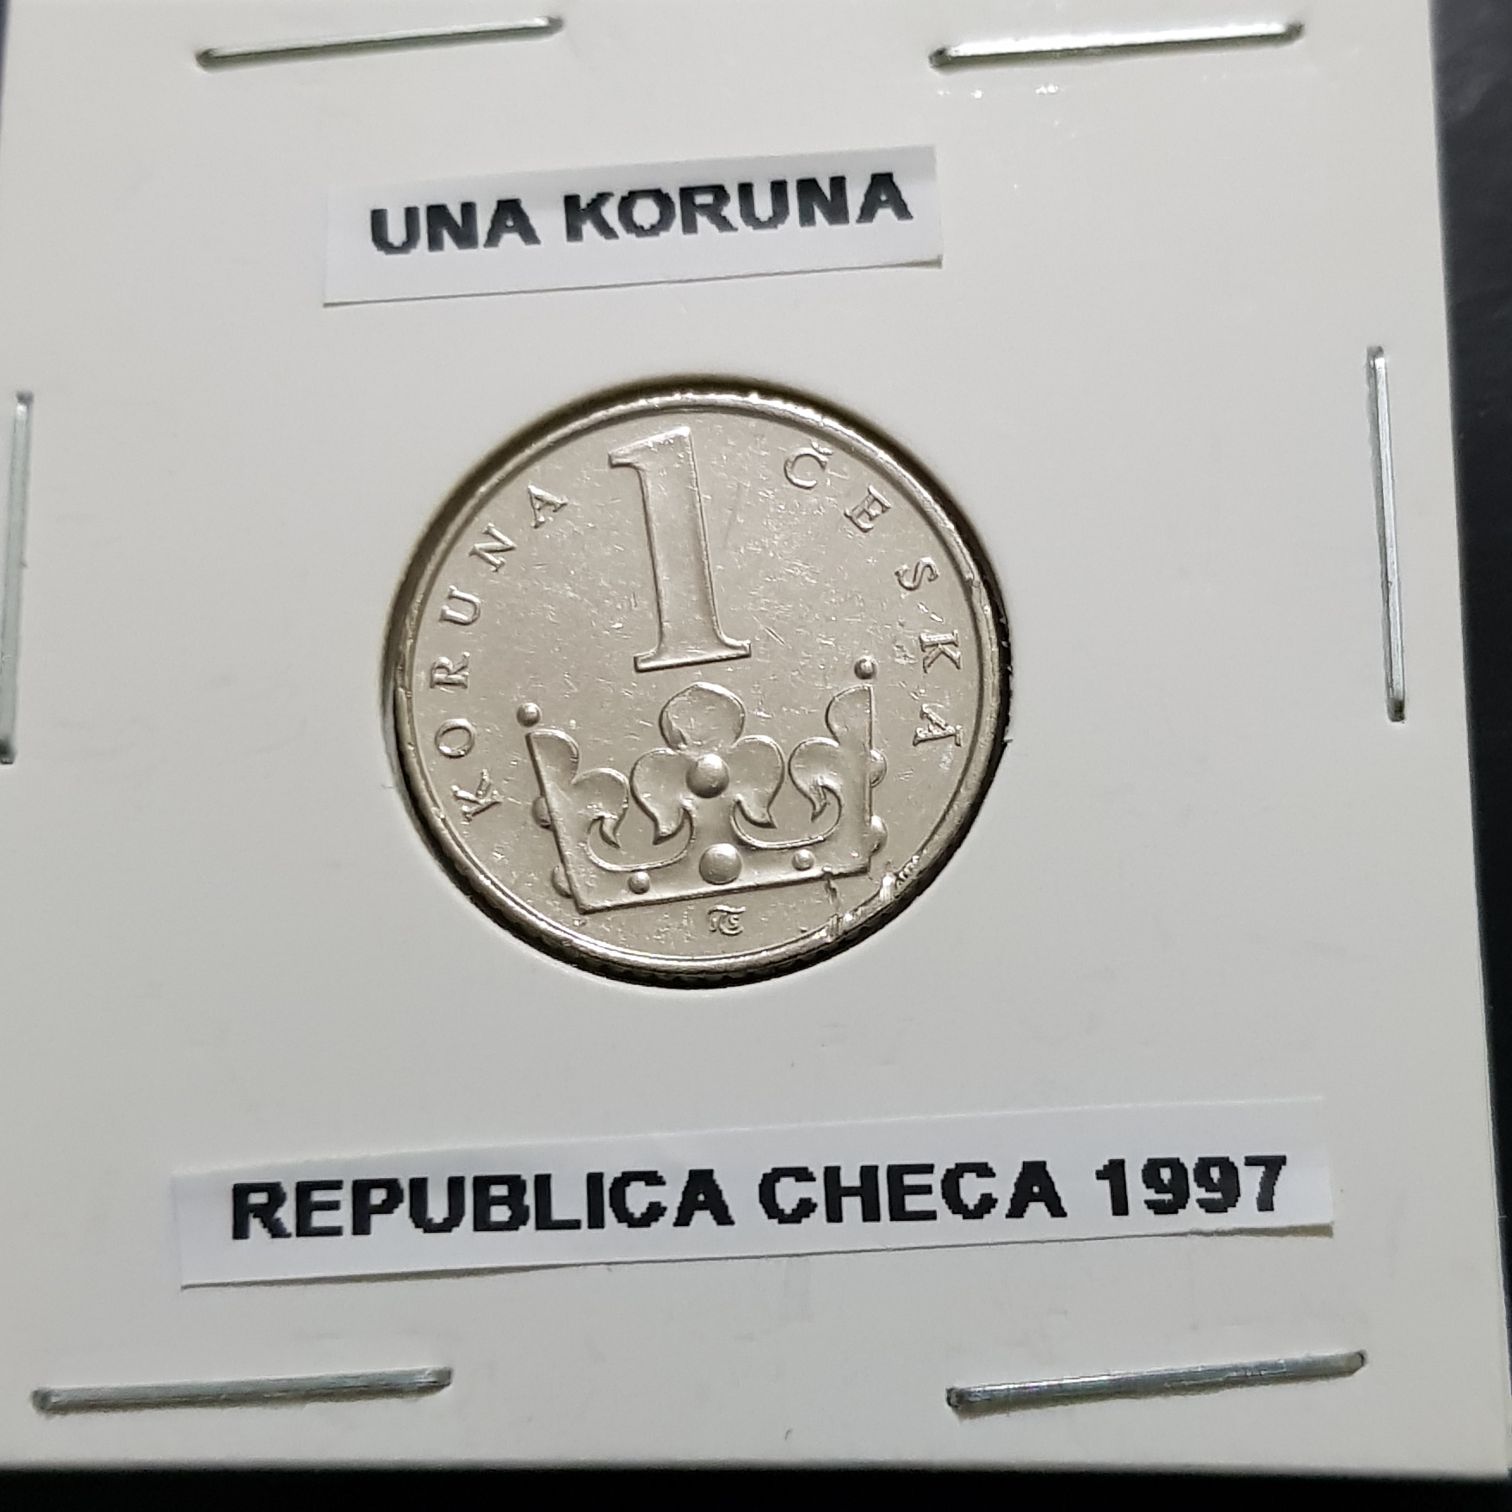 UNA KORUNA
1
KORUNA ČESKÁ
REPUBLICA CHECA 1997